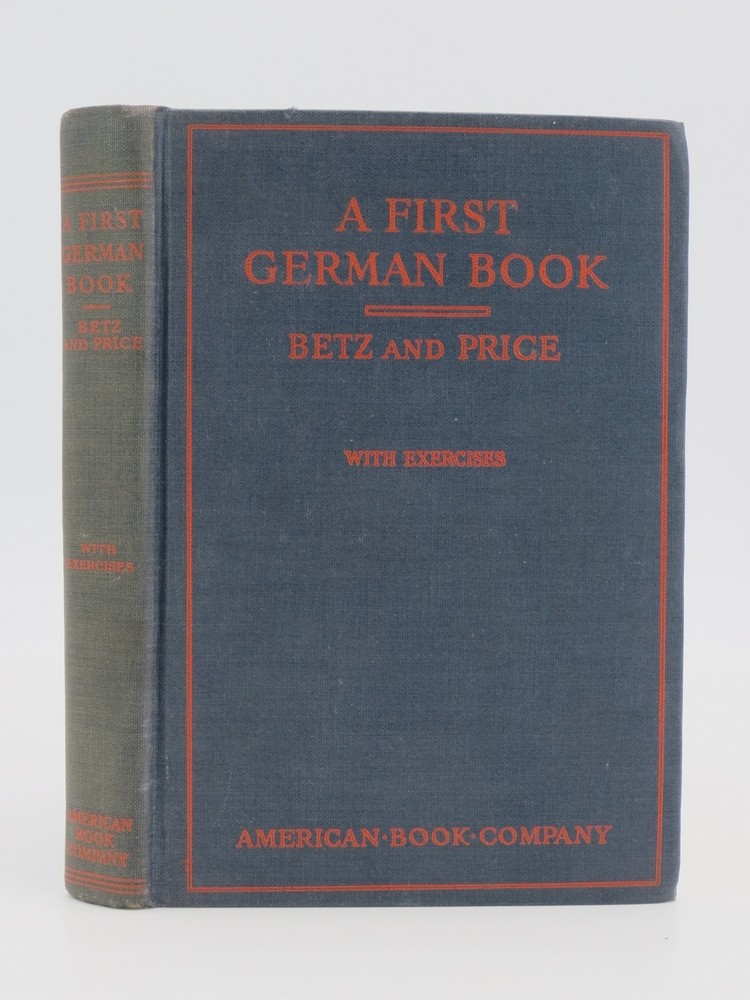 A FIRST
GERMAN BOOK
BETZ AND PRICE
WITH EXERCISES
AMERICAN·BOOK·COMPANY
A FIRST
GERMAN
BOOK
BETZ
AND PRICE
WITH
EXERCISES
AMERICAN
BOOK
COMPANY